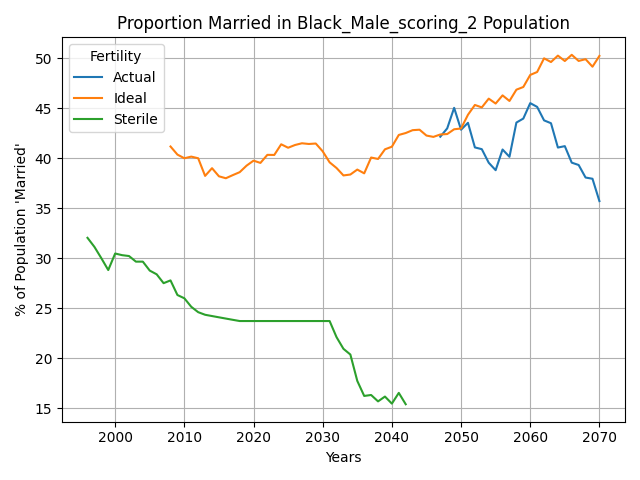 Proportion Married in Black_Male_scoring_2 Population
% of Population 'Married'
Fertility
Actual
Ideal
Sterile
50
45
40
35
30
25
20
15
2000 2010 2020 2030 2040 2050 2060 2070
Years